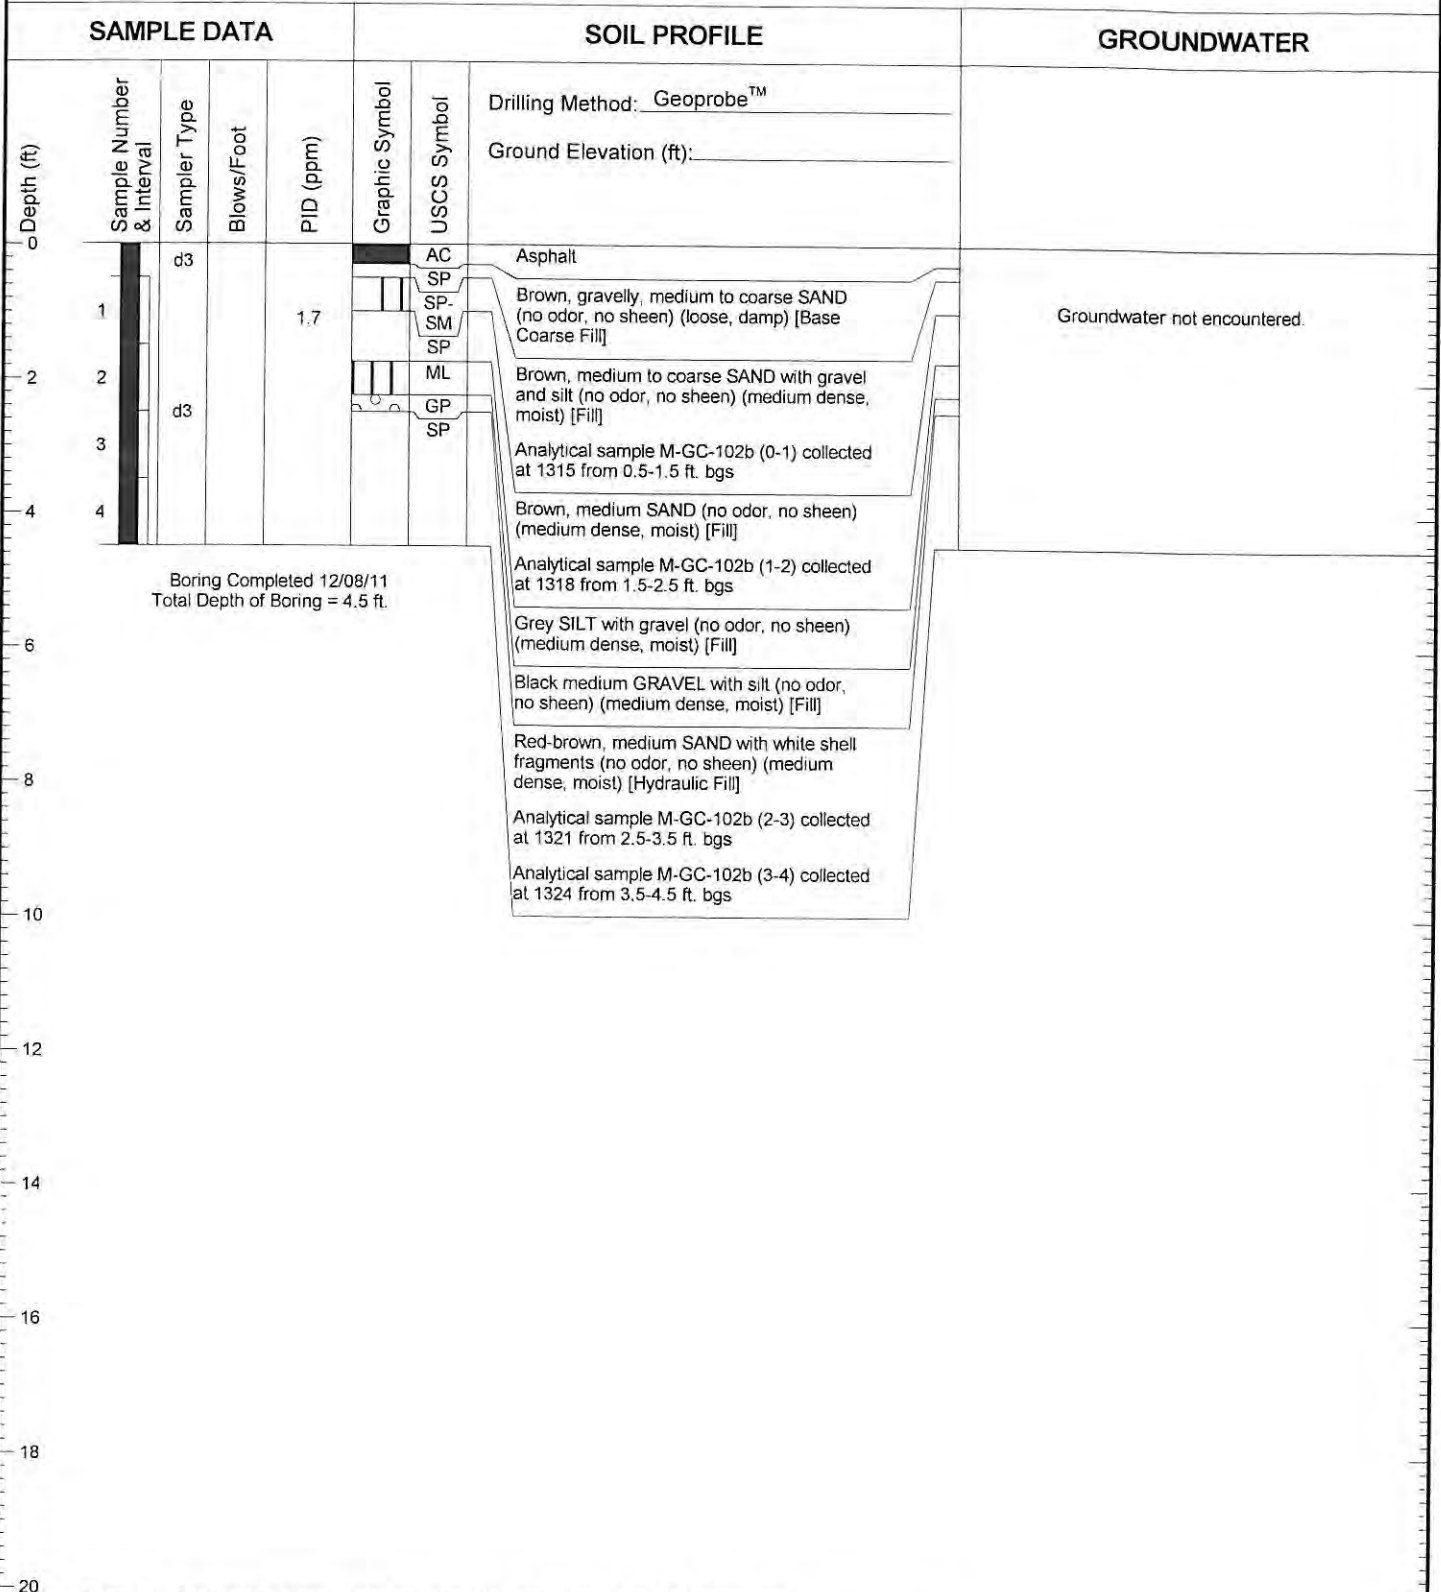 SAMPLE DATA
SOIL PROFILE
GROUNDWATER
Depth (ft)
Sample Number
& Interval
Sampler Type
Blows/Foot
PID (ppm)
Graphic Symbol
USCS Symbol
Drilling Method: Geoprobe™
Ground Elevation (ft):
0
2
4
6
8
10
12
14
16
18
20
1
2
3
4
d3
d3
1.7
AC
SP
SP-
SM
SP
ML
GP
SP
Asphalt
Brown, gravelly, medium to coarse SAND
(no odor, no sheen) (loose, damp) [Base
Coarse Fill]
Brown, medium to coarse SAND with gravel
and silt (no odor, no sheen) (medium dense,
moist) [Fill]
Analytical sample M-GC-102b (0-1) collected
at 1315 from 0.5-1.5 ft. bgs
Brown, medium SAND (no odor, no sheen)
(medium dense, moist) [Fill]
Analytical sample M-GC-102b (1-2) collected
at 1318 from 1.5-2.5 ft. bgs
Grey SILT with gravel (no odor, no sheen)
(medium dense, moist) [Fill]
Black medium GRAVEL with silt (no odor,
no sheen) (medium dense, moist) [Fill]
Red-brown, medium SAND with white shell
fragments (no odor, no sheen) (medium
dense, moist) [Hydraulic Fill]
Analytical sample M-GC-102b (2-3) collected
at 1321 from 2.5-3.5 ft. bgs
Analytical sample M-GC-102b (3-4) collected
at 1324 from 3.5-4.5 ft. bgs
Groundwater not encountered.
Boring Completed 12/08/11
Total Depth of Boring = 4.5 ft.